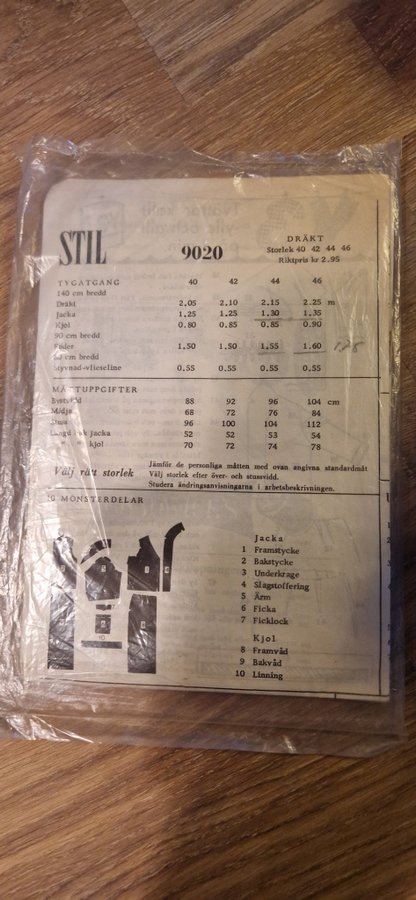 STIL
9020
DRÄKT
Storlek 40 42 44 46
Riktpris kr 2.95
TYGÅTGÅNG 40 42 44 46
140 cm bredd
Dräkt 2.05 2.10 2.15 2.25 m
Jacka 1.25 1.25 1.30 1.35
Kjol 0.80 0.85 0.85 0.90
90 cm bredd
Foder 1.50 1.50 1.55 1.60
80 cm bredd
Styvnad-vlieseline 0.55 0.55 0.55 0.55
MÅTTUPPGIFTER
Bystvidd 88 92 96 104 cm
Midja 68 72 76 84
Stuss 96 100 104 112
Längd bak jacka 52 52 53 54
" " kjol 70 72 74 78
Välj rätt storlek
Jämför de personliga måtten med ovan angivna standardmått
Välj storlek efter över- och stussvidd.
Studera ändringsanvisningarna i arbetsbeskrivningen.
10 MÖNSTERDELAR
Jacka
1 Framstycke
2 Bakstycke
3 Underkrage
4 Slagsfoffering
5 Ärm
6 Ficka
7 Ficklock
Kjol
8 Framvåd
9 Bakvåd
10 Linning